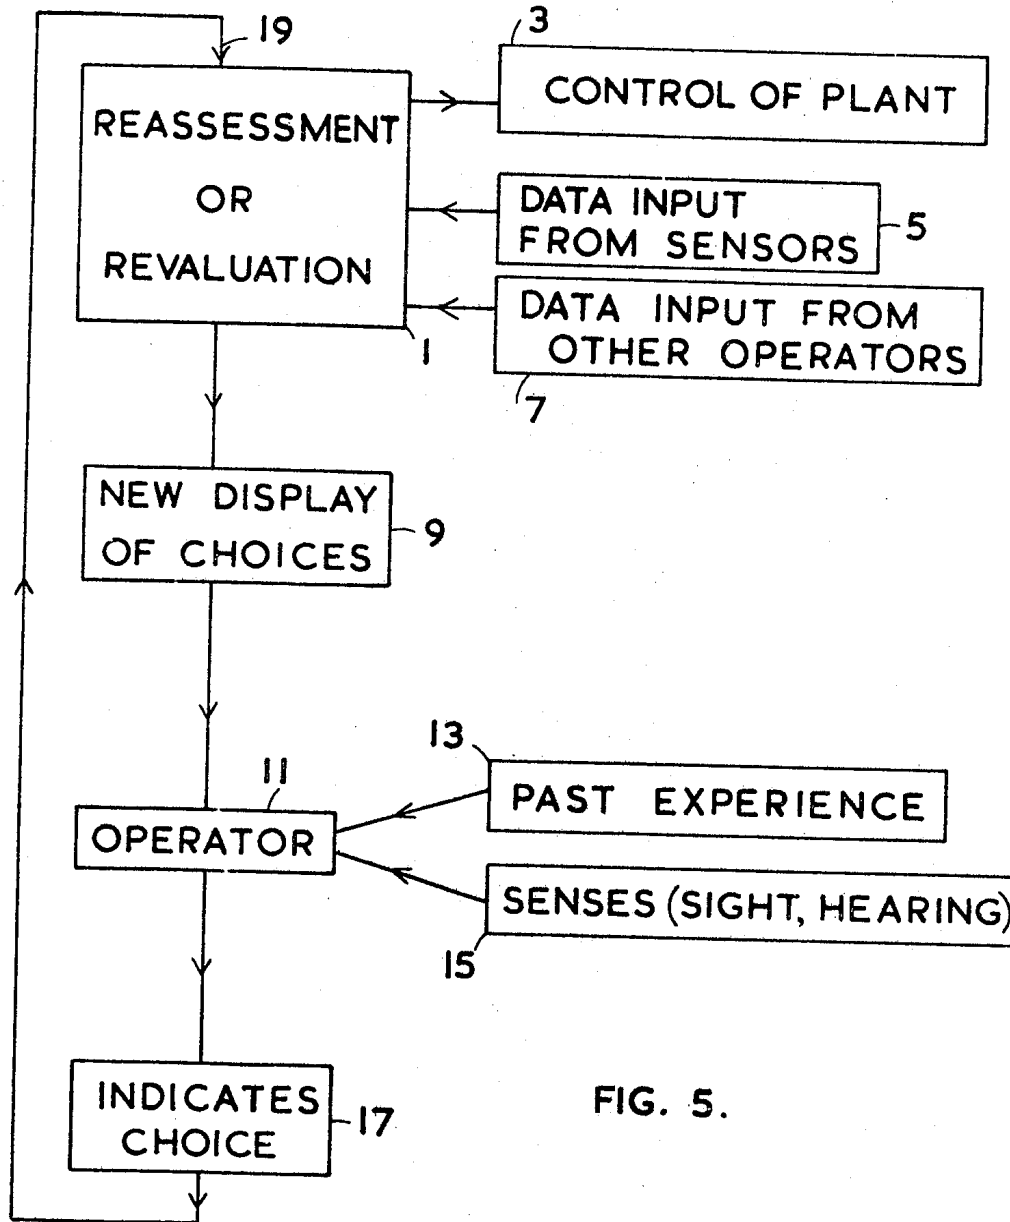 19
3
REASSESSMENT
OR
REVALUATION
1
CONTROL OF PLANT
DATA INPUT
FROM SENSORS
5
DATA INPUT FROM
OTHER OPERATORS
7
NEW DISPLAY
OF CHOICES
9
11
OPERATOR
13
PAST EXPERIENCE
SENSES (SIGHT, HEARING)
15
INDICATES
CHOICE
17
FIG. 5.